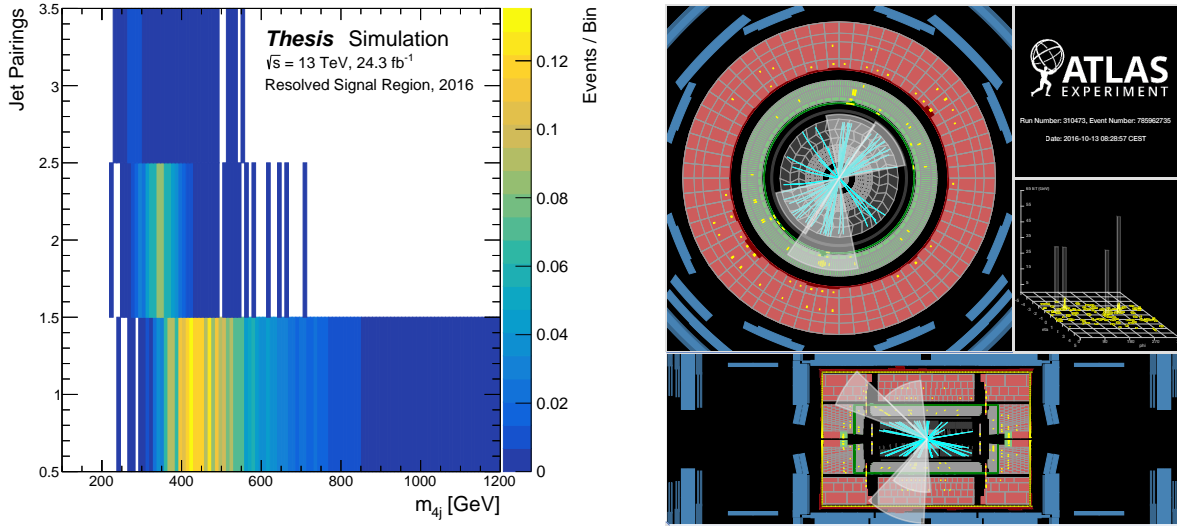 Jet Pairings
3.5
3
2.5
2
1.5
1
0.5
Thesis Simulation
√s = 13 TeV, 24.3 fb⁻¹
Resolved Signal Region, 2016
200 400 600 800 1000 1200
m₄ⱼ [GeV]
Events / Bin
0.12
0.1
0.08
0.06
0.04
0.02
0
ATLAS
EXPERIMENT
Run Number: 310473, Event Number: 785962735
Date: 2016-10-13 08:28:57 CEST